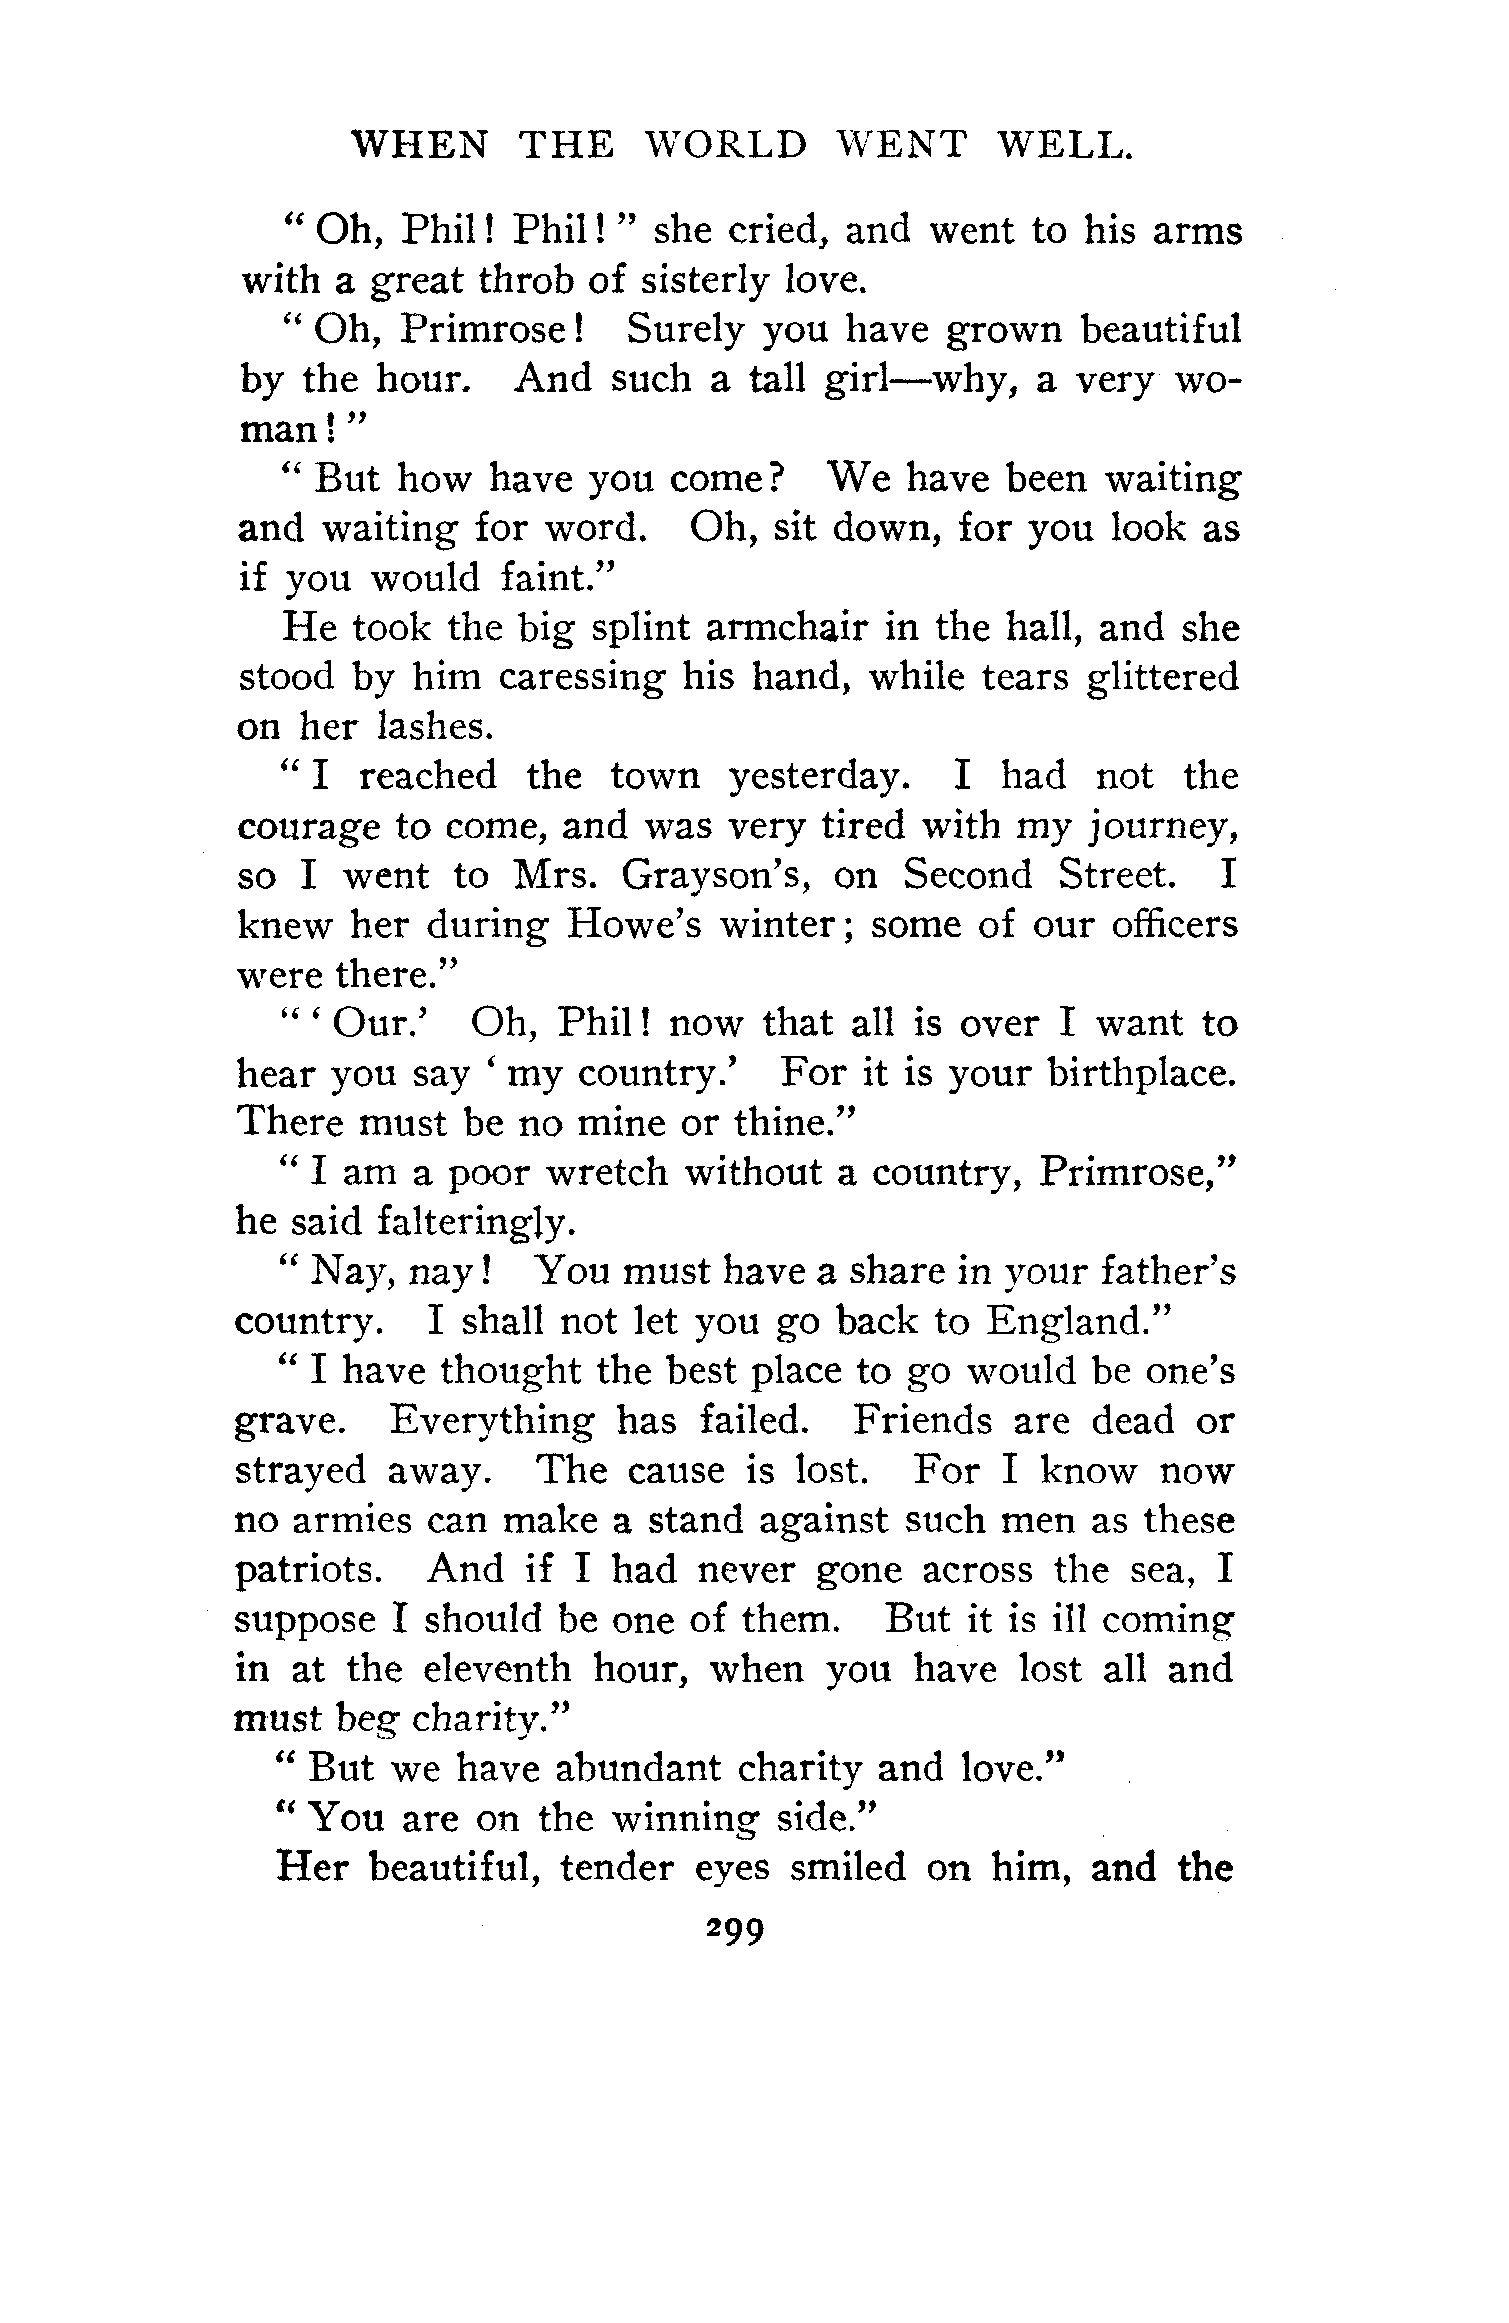 WHEN THE WORLD WENT WELL.
“ Oh, Phil! Phil! ” she cried, and went to his arms
with a great throb of sisterly love.
“ Oh, Primrose! Surely you have grown beautiful
by the hour. And such a tall girl—why, a very wo-
man! ”
“ But how have you come? We have been waiting
and waiting for word. Oh, sit down, for you look as
if you would faint.”
He took the big splint armchair in the hall, and she
stood by him caressing his hand, while tears glittered
on her lashes.
“ I reached the town yesterday. I had not the
courage to come, and was very tired with my journey,
so I went to Mrs. Grayson’s, on Second Street. I
knew her during Howe’s winter; some of our officers
were there.”
“ ‘ Our.’ Oh, Phil! now that all is over I want to
hear you say ‘ my country.’ For it is your birthplace.
There must be no mine or thine.”
“ I am a poor wretch without a country, Primrose,”
he said falteringly.
“ Nay, nay! You must have a share in your father’s
country. I shall not let you go back to England.”
“ I have thought the best place to go would be one’s
grave. Everything has failed. Friends are dead or
strayed away. The cause is lost. For I know now
no armies can make a stand against such men as these
patriots. And if I had never gone across the sea, I
suppose I should be one of them. But it is ill coming
in at the eleventh hour, when you have lost all and
must beg charity.”
“ But we have abundant charity and love.”
“ You are on the winning side.”
Her beautiful, tender eyes smiled on him, and the
299